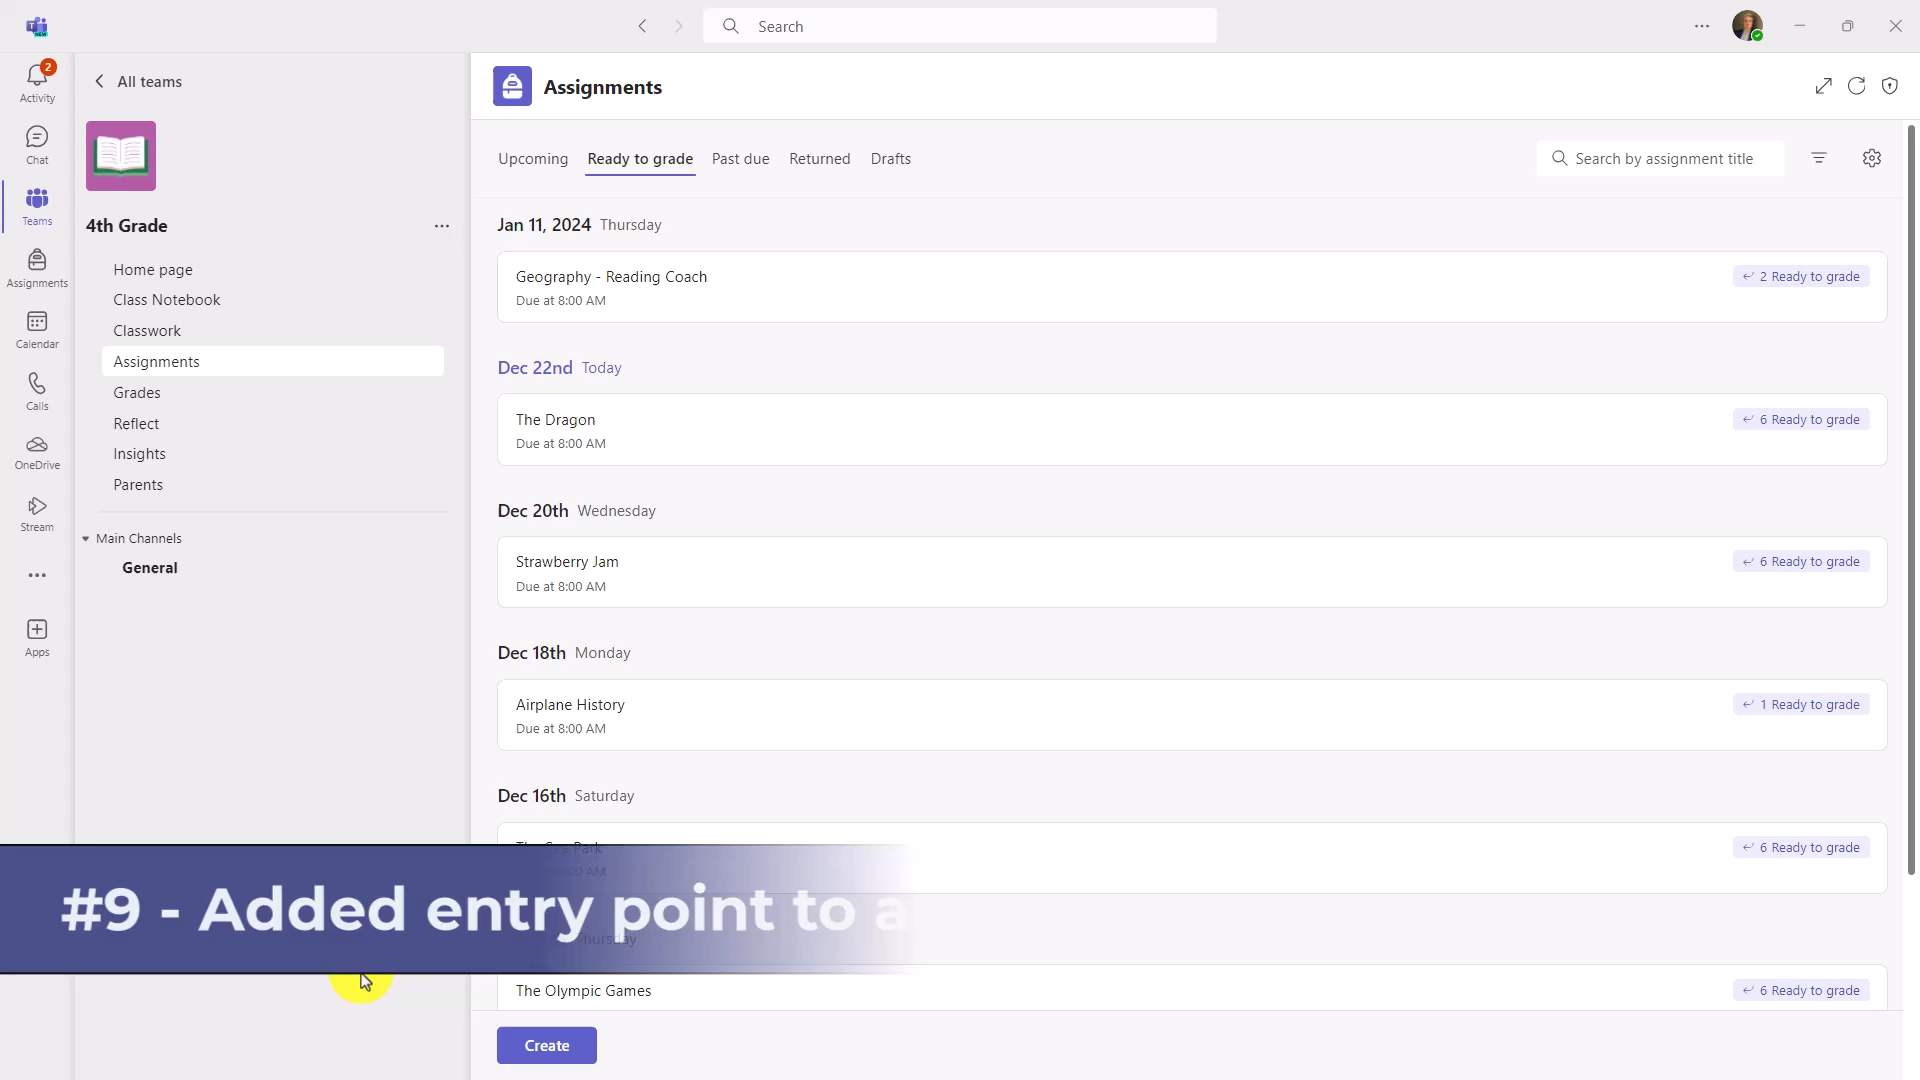 NEW
Search
2
Activity
Chat
Teams
Assignments
Calendar
Calls
OneDrive
Stream
Apps
All teams
4th Grade
Home page
Class Notebook
Classwork
Assignments
Grades
Reflect
Insights
Parents
Main Channels
General
Assignments
Upcoming Ready to grade Past due Returned Drafts
Search by assignment title
Jan 11, 2024 Thursday
Geography - Reading Coach
2 Ready to grade
Due at 8:00 AM
Dec 22nd Today
The Dragon
6 Ready to grade
Due at 8:00 AM
Dec 20th Wednesday
Strawberry Jam
6 Ready to grade
Due at 8:00 AM
Dec 18th Monday
Airplane History
1 Ready to grade
Due at 8:00 AM
Dec 16th Saturday
Park
6 Ready to grade
AM
#9 - Added entry point to a
Thursday
The Olympic Games
6 Ready to grade
Create